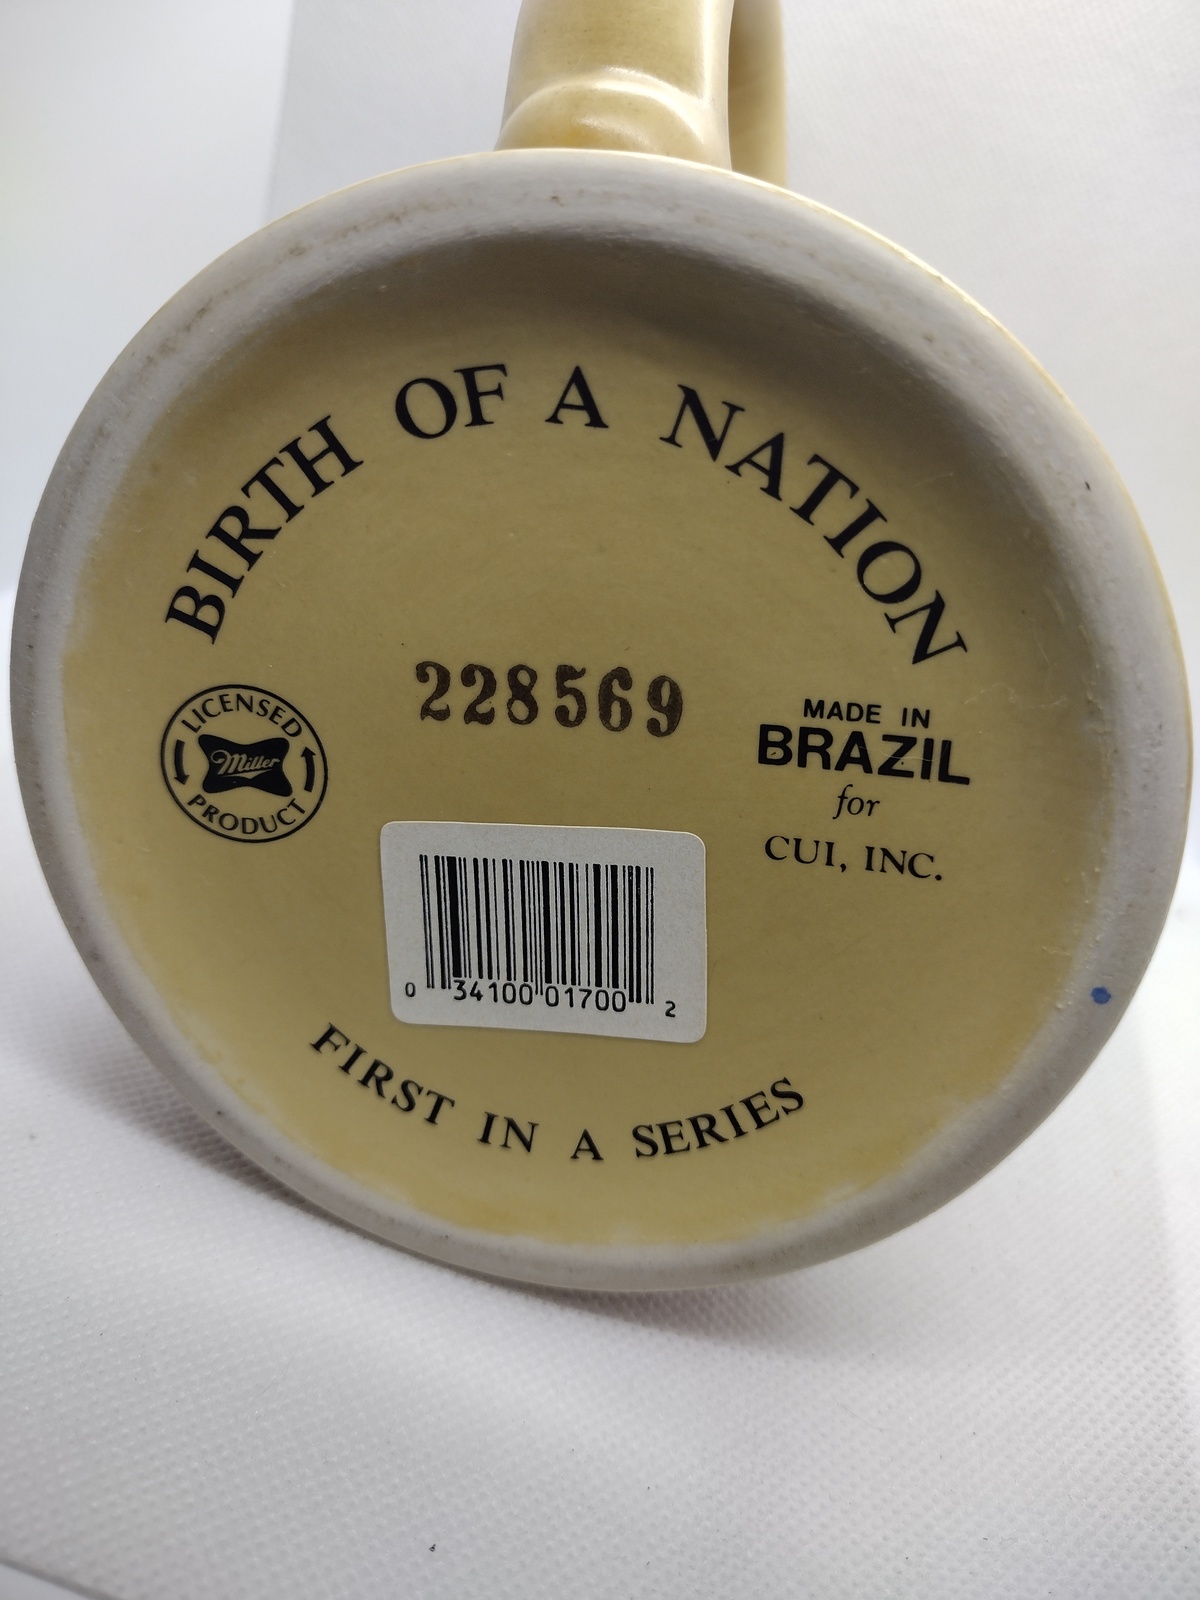 BIRTH OF A NATION
228569
LICENSED
Miller
PRODUCT
MADE IN
BRAZIL
for
CUI, INC.
0 34100 01700 2
FIRST IN A SERIES